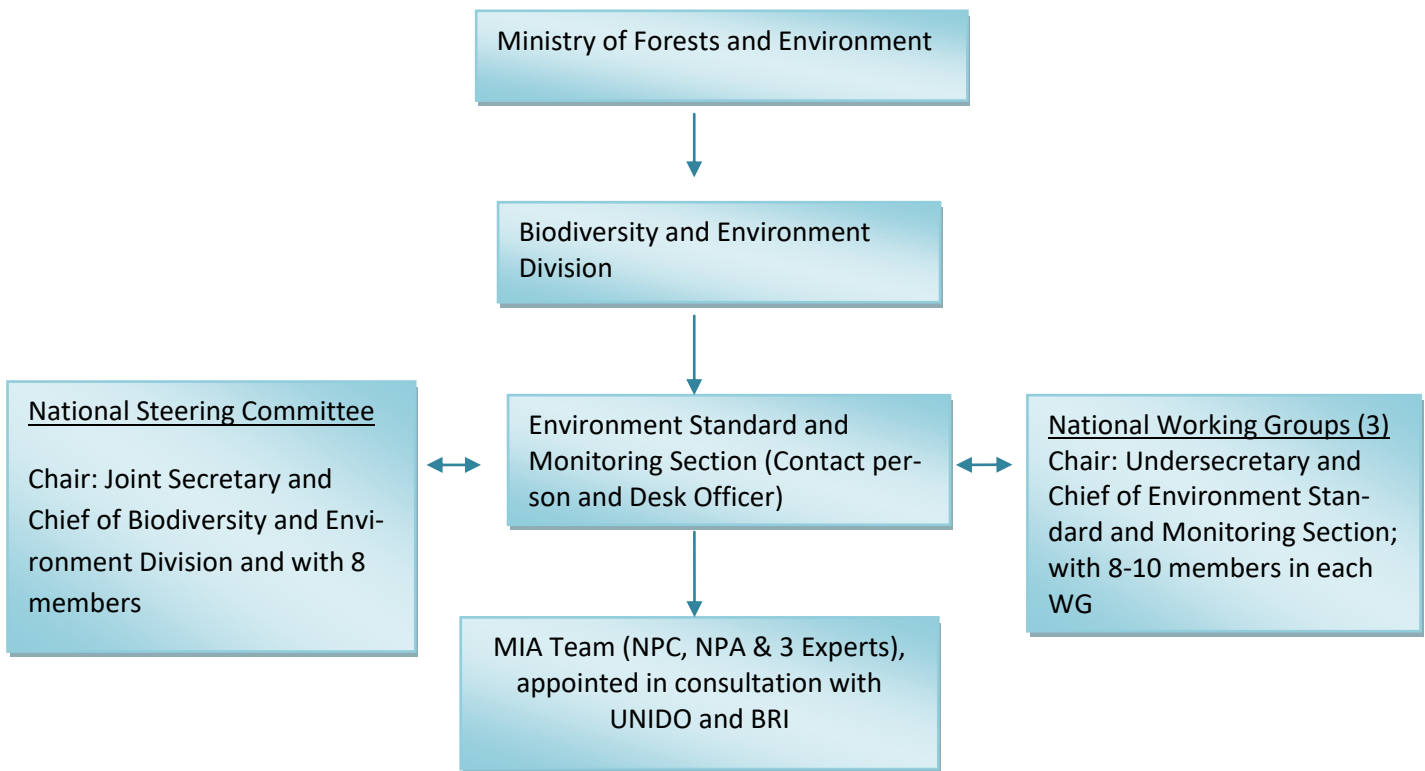 Ministry of Forests and Environment
Biodiversity and Environment
Division
National Steering Committee
Chair: Joint Secretary and
Chief of Biodiversity and Envi-
ronment Division and with 8
members
Environment Standard and
Monitoring Section (Contact per-
son and Desk Officer)
National Working Groups (3)
Chair: Undersecretary and
Chief of Environment Stan-
dard and Monitoring Section;
with 8-10 members in each
WG
MIA Team (NPC, NPA & 3 Experts),
appointed in consultation with
UNIDO and BRI